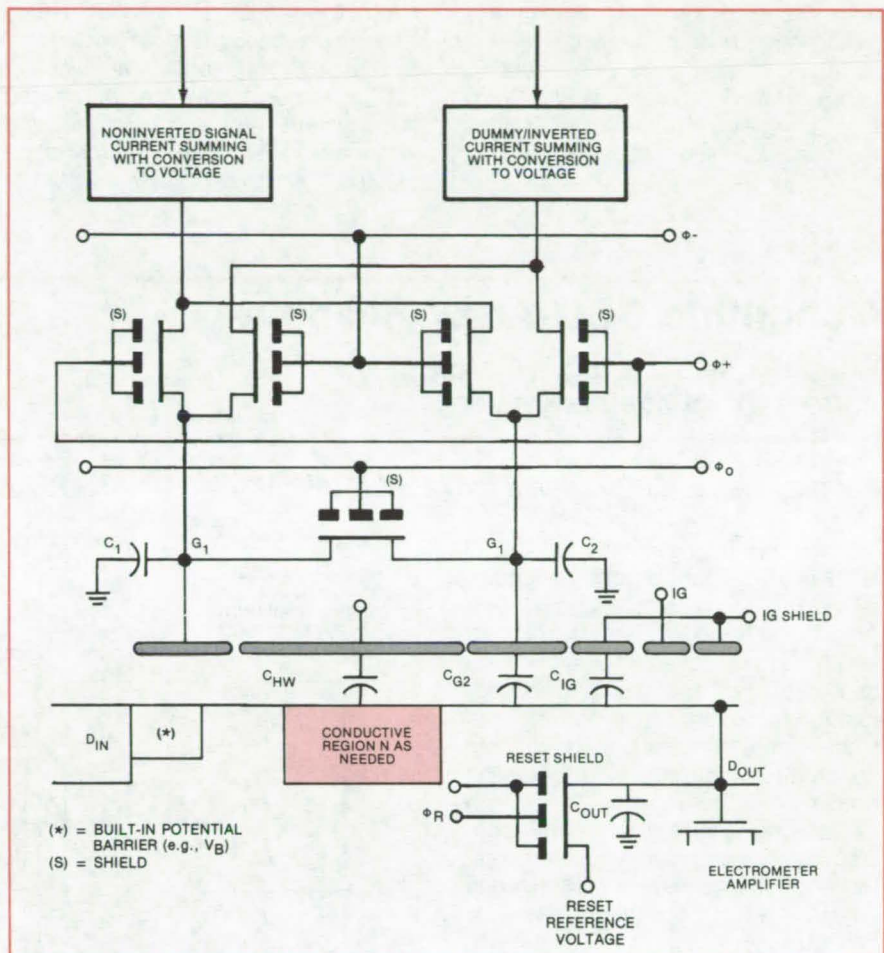 NONINVERTED SIGNAL
CURRENT SUMMING
WITH CONVERSION
TO VOLTAGE
DUMMY/INVERTED
CURRENT SUMMING
WITH CONVERSION
TO VOLTAGE
Φ-
(S)
(S)
(S)
(S)
Φ+
Φo
(S)
C1
G1
G1
C2
IG
IG SHIELD
CHW
CG2
CIG
DIN
(*)
CONDUCTIVE
REGION N AS
NEEDED
RESET SHIELD
DOUT
ΦR
COUT
(*) = BUILT-IN POTENTIAL
BARRIER (e.g., VB)
(S) = SHIELD
ELECTROMETER
AMPLIFIER
RESET
REFERENCE
VOLTAGE